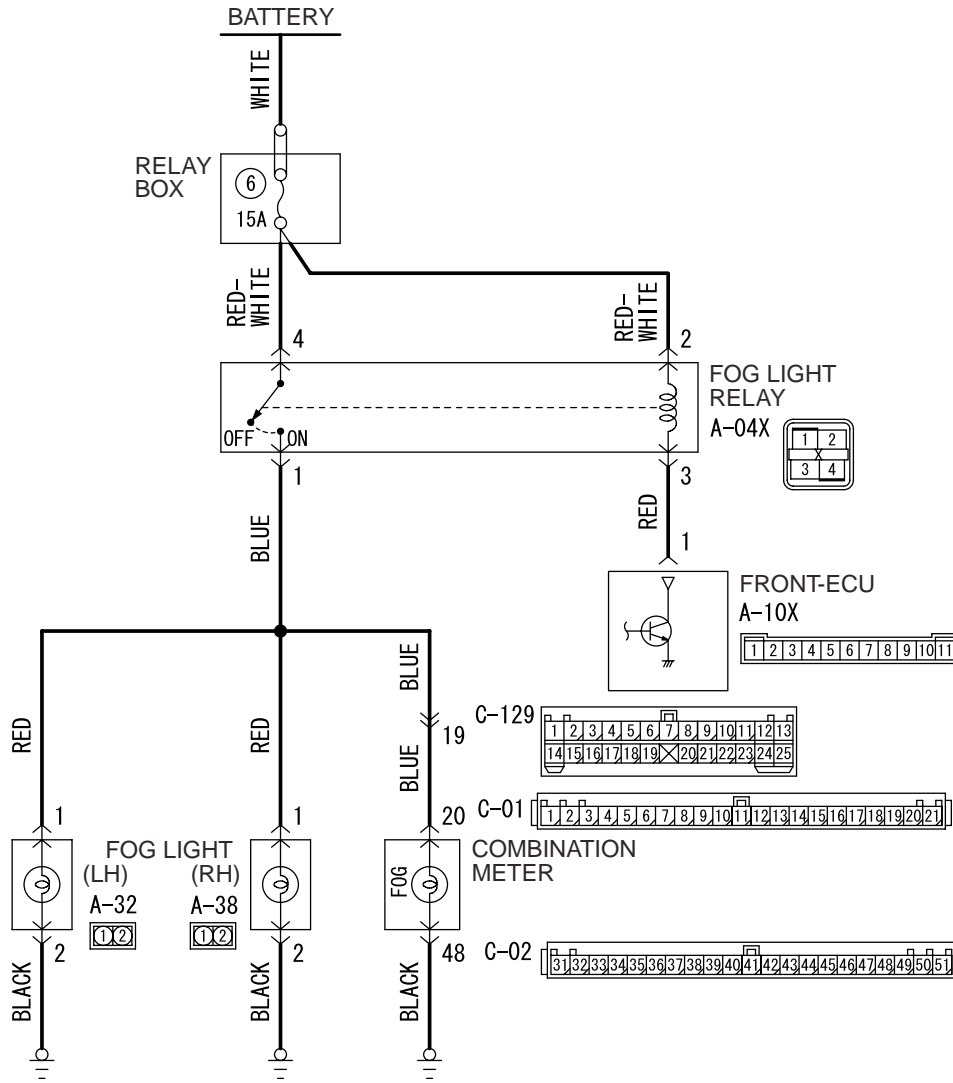 BATTERY
WHITE
RELAY
BOX
6
15A
RED-
WHITE
RED-
WHITE
4
2
FOG LIGHT
RELAY
A-04X
OFF
ON
1 2
X
3 4
1
3
BLUE
RED
1
FRONT-ECU
A-10X
1 2 3 4 5 6 7 8 9 10 11
RED
RED
BLUE
19
BLUE
C-129
1 2 3 4 5 6 7 8 9 10 11 12 13
14 15 16 17 18 19 20 21 22 23 24 25
1
1
20
C-01
1 2 3 4 5 6 7 8 9 10 11 12 13 14 15 16 17 18 19 20 21
FOG LIGHT
(LH)
(RH)
A-32
A-38
1 2
1 2
FOG
COMBINATION
METER
2
2
48
C-02
31 32 33 34 35 36 37 38 39 40 41 42 43 44 45 46 47 48 49 50 51
BLACK
BLACK
BLACK